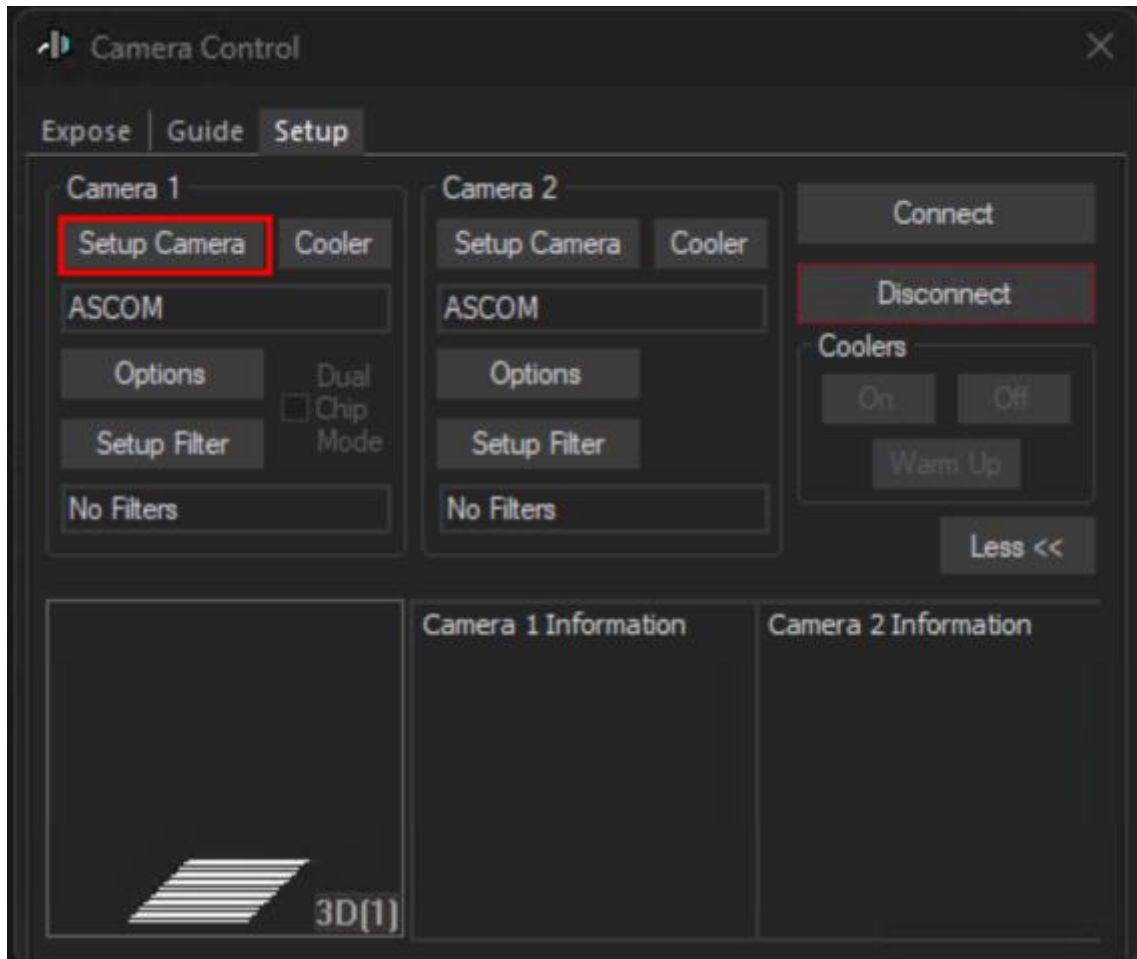 Camera Control
Expose Guide Setup
Camera 1
Setup Camera Cooler
ASCOM
Options
Dual
Chip
Mode
Setup Filter
No Filters
Camera 2
Setup Camera Cooler
ASCOM
Options
Setup Filter
No Filters
Connect
Disconnect
Coolers
On Off
Warm Up
Less <<
3D(1)
Camera 1 Information
Camera 2 Information